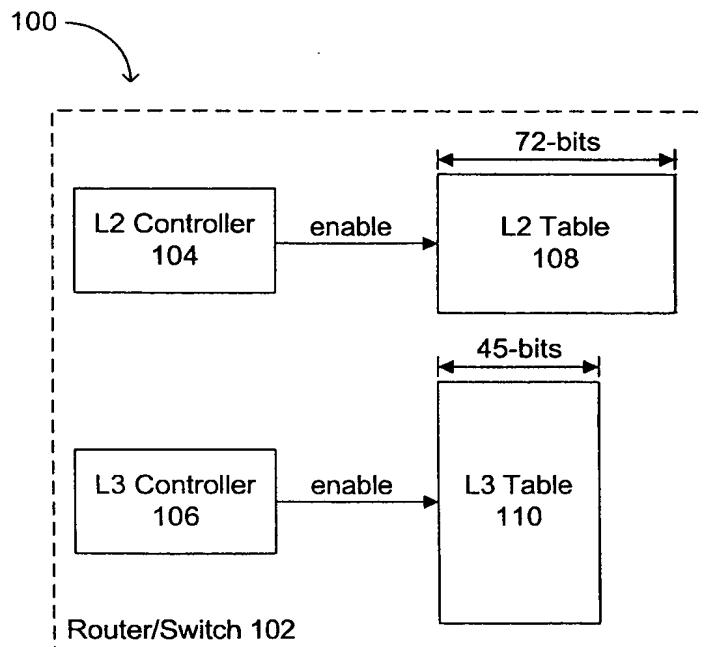 100
72-bits
L2 Controller
104
enable
L2 Table
108
45-bits
L3 Controller
106
enable
L3 Table
110
Router/Switch 102